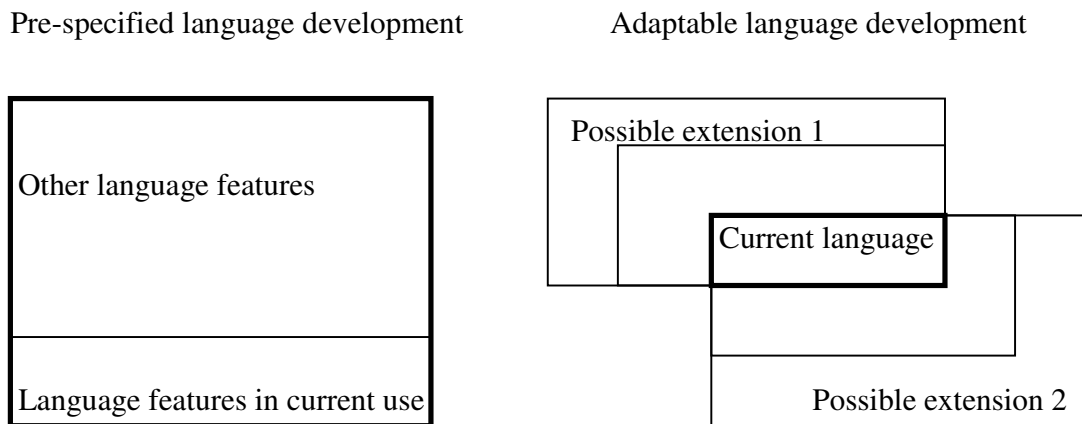 Pre-specified language development
Adaptable language development
Other language features
Language features in current use
Possible extension 1
Current language
Possible extension 2